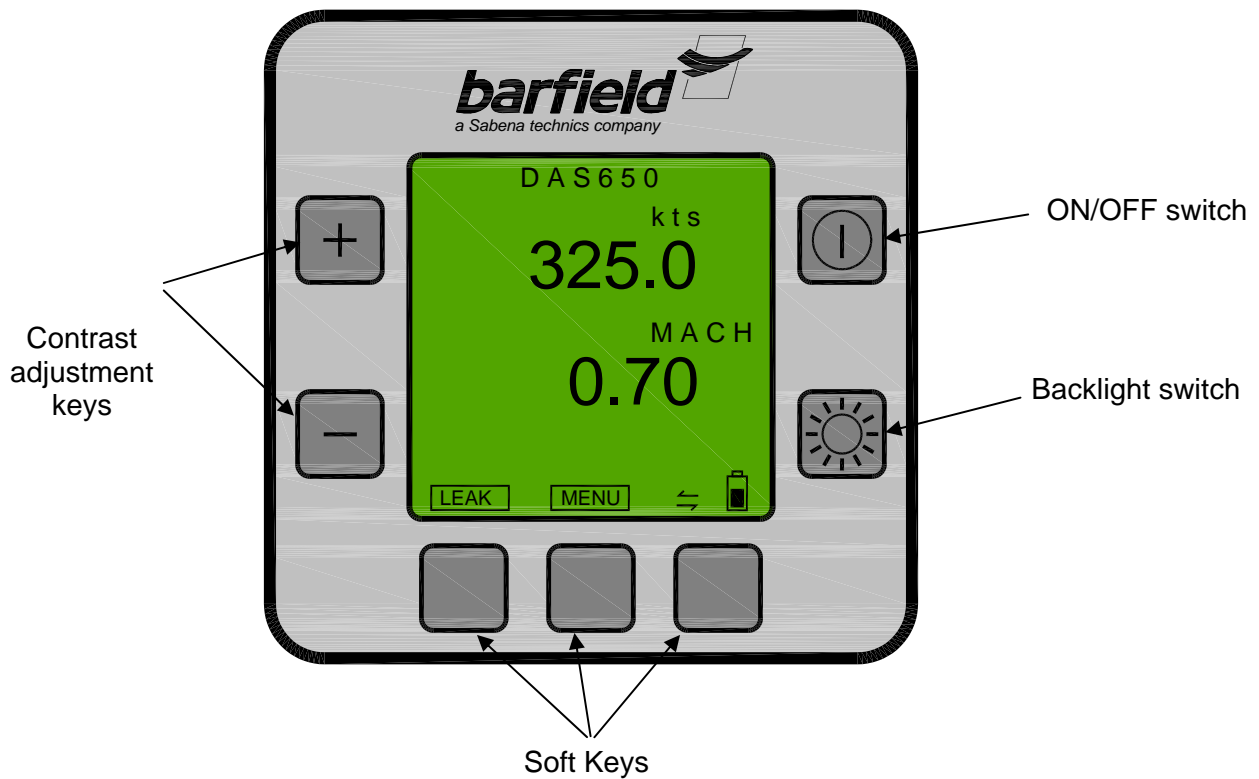 barfield
a Sabena technics company
DAS650
kts
325.0
MACH
0.70
LEAK
MENU
+
−
ON/OFF switch
Contrast
adjustment
keys
Backlight switch
Soft Keys